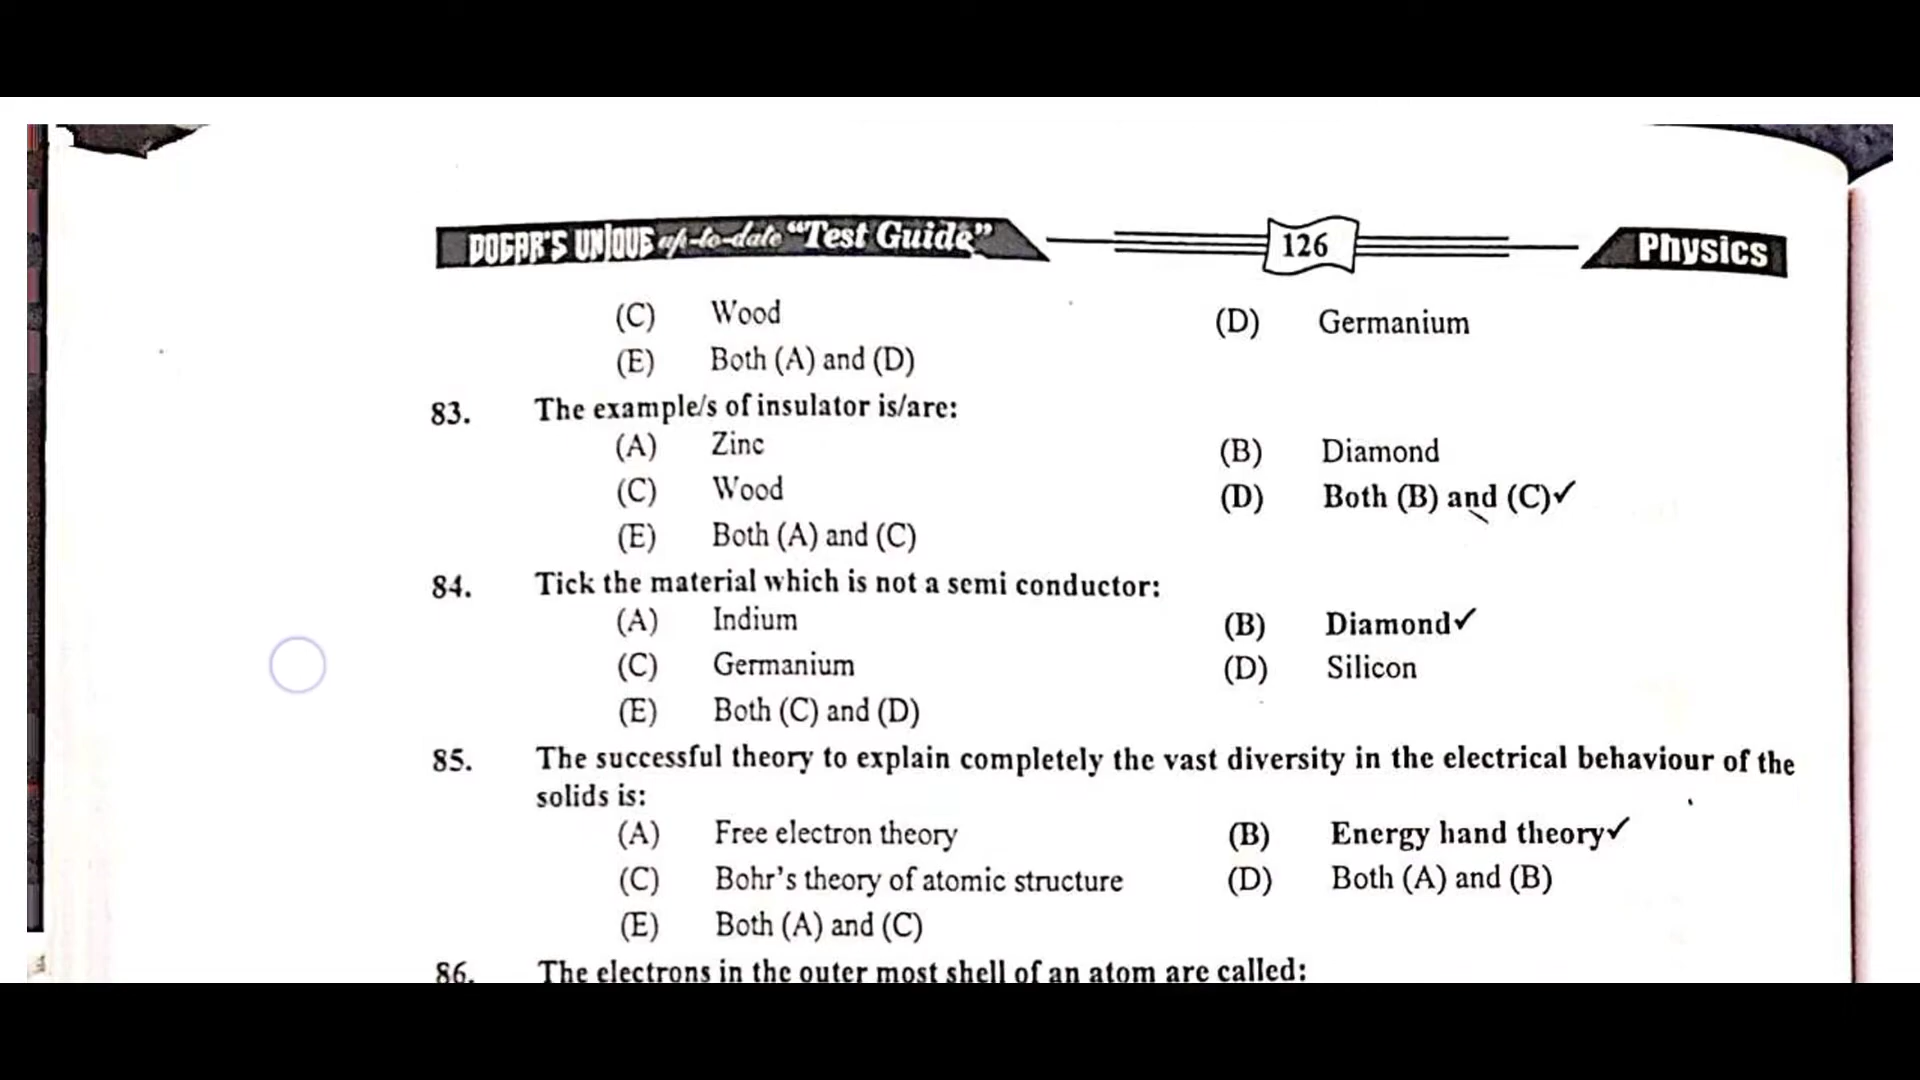 DOGAR'S UNIQUE up-to-date "Test Guide" 126 Physics
(C) Wood (D) Germanium
(E) Both (A) and (D)
83. The example/s of insulator is/are:
(A) Zinc (B) Diamond
(C) Wood (D) Both (B) and (C)✓
(E) Both (A) and (C)
84. Tick the material which is not a semi conductor:
(A) Indium (B) Diamond✓
(C) Germanium (D) Silicon
(E) Both (C) and (D)
85. The successful theory to explain completely the vast diversity in the electrical behaviour of the
solids is:
(A) Free electron theory (B) Energy hand theory✓
(C) Bohr's theory of atomic structure (D) Both (A) and (B)
(E) Both (A) and (C)
86. The electrons in the outer most shell of an atom are called: